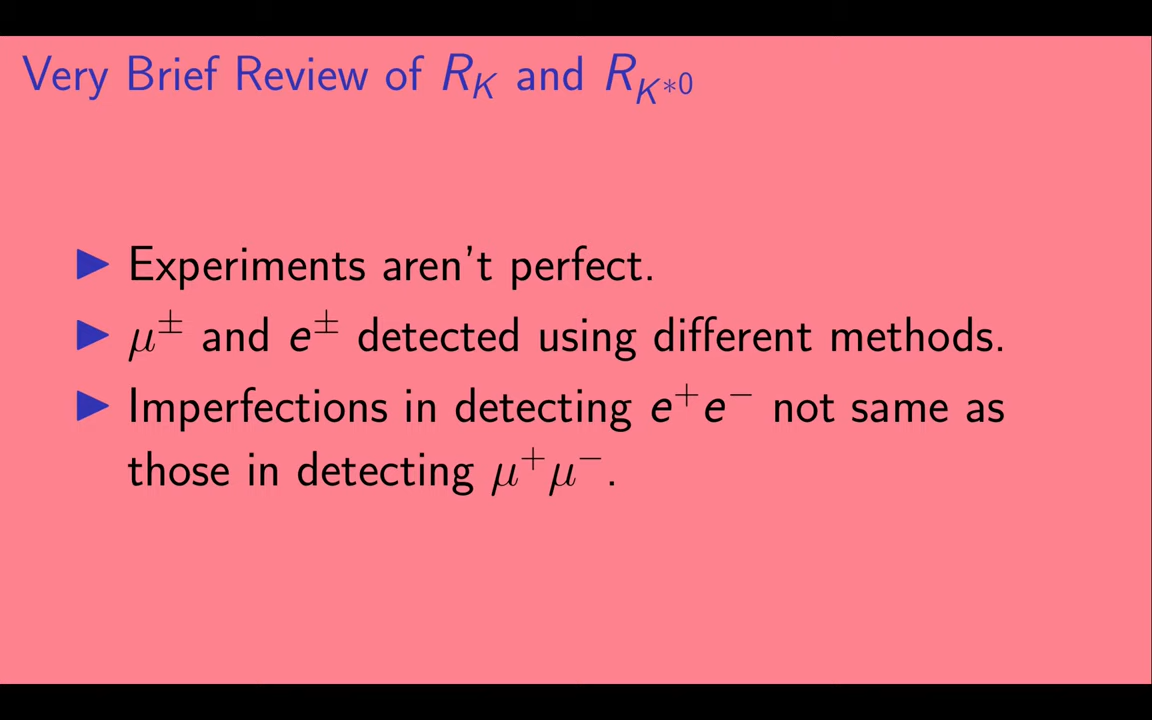 Very Brief Review of R_K and R_{K^{*0}}
▶ Experiments aren't perfect.
▶ μ^± and e^± detected using different methods.
▶ Imperfections in detecting e^+e^- not same as
those in detecting μ^+μ^-.